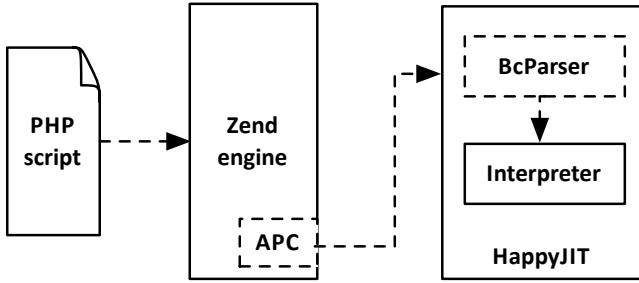 PHP
script
Zend
engine
APC
BcParser
Interpreter
HappyJIT